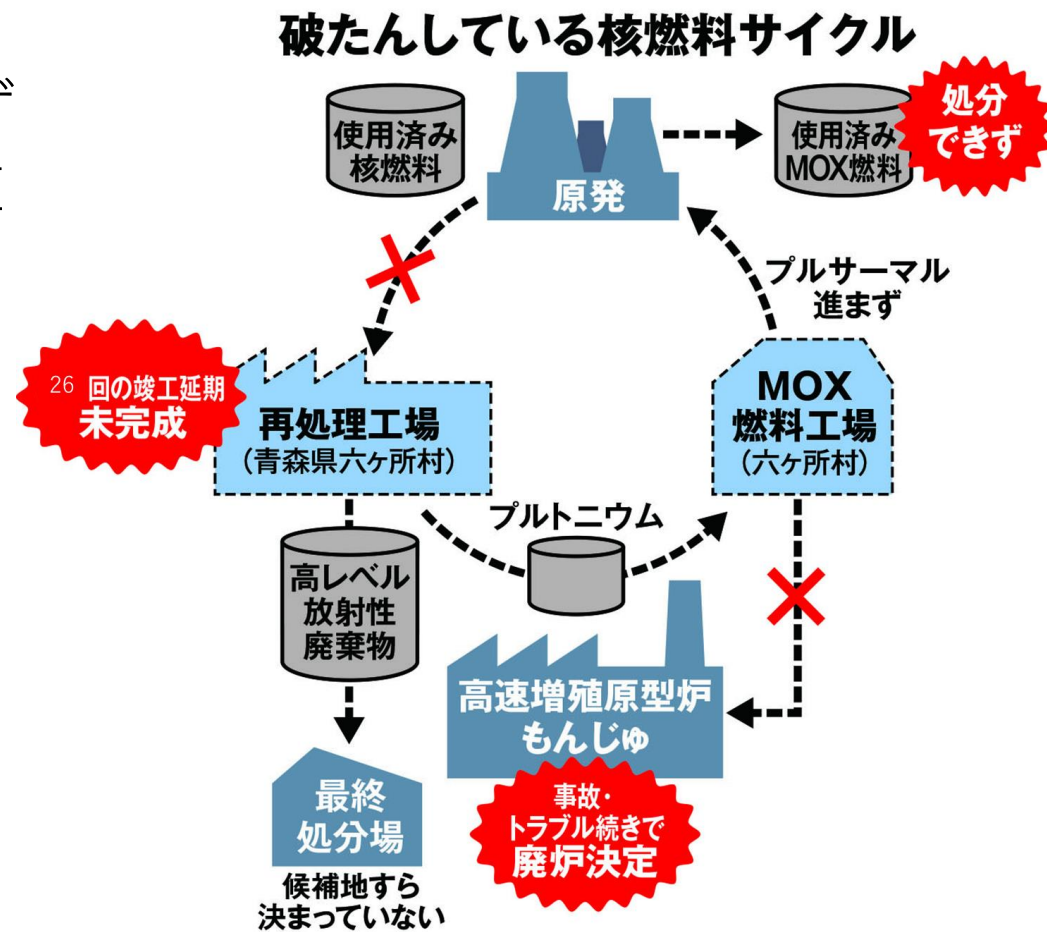 破たんしている核燃料サイクル
が
使用済み
核燃料
原発
使用済み
MOX燃料
処分
できず
プルサーマル
進まず
26 回の竣工延期
未完成
再処理工場
(青森県六ヶ所村)
MOX
燃料工場
(六ヶ所村)
プルトニウム
高レベル
放射性
廃棄物
高速増殖原型炉
もんじゅ
事故・
トラブル続きで
廃炉決定
最終
処分場
候補地すら
決まっていない